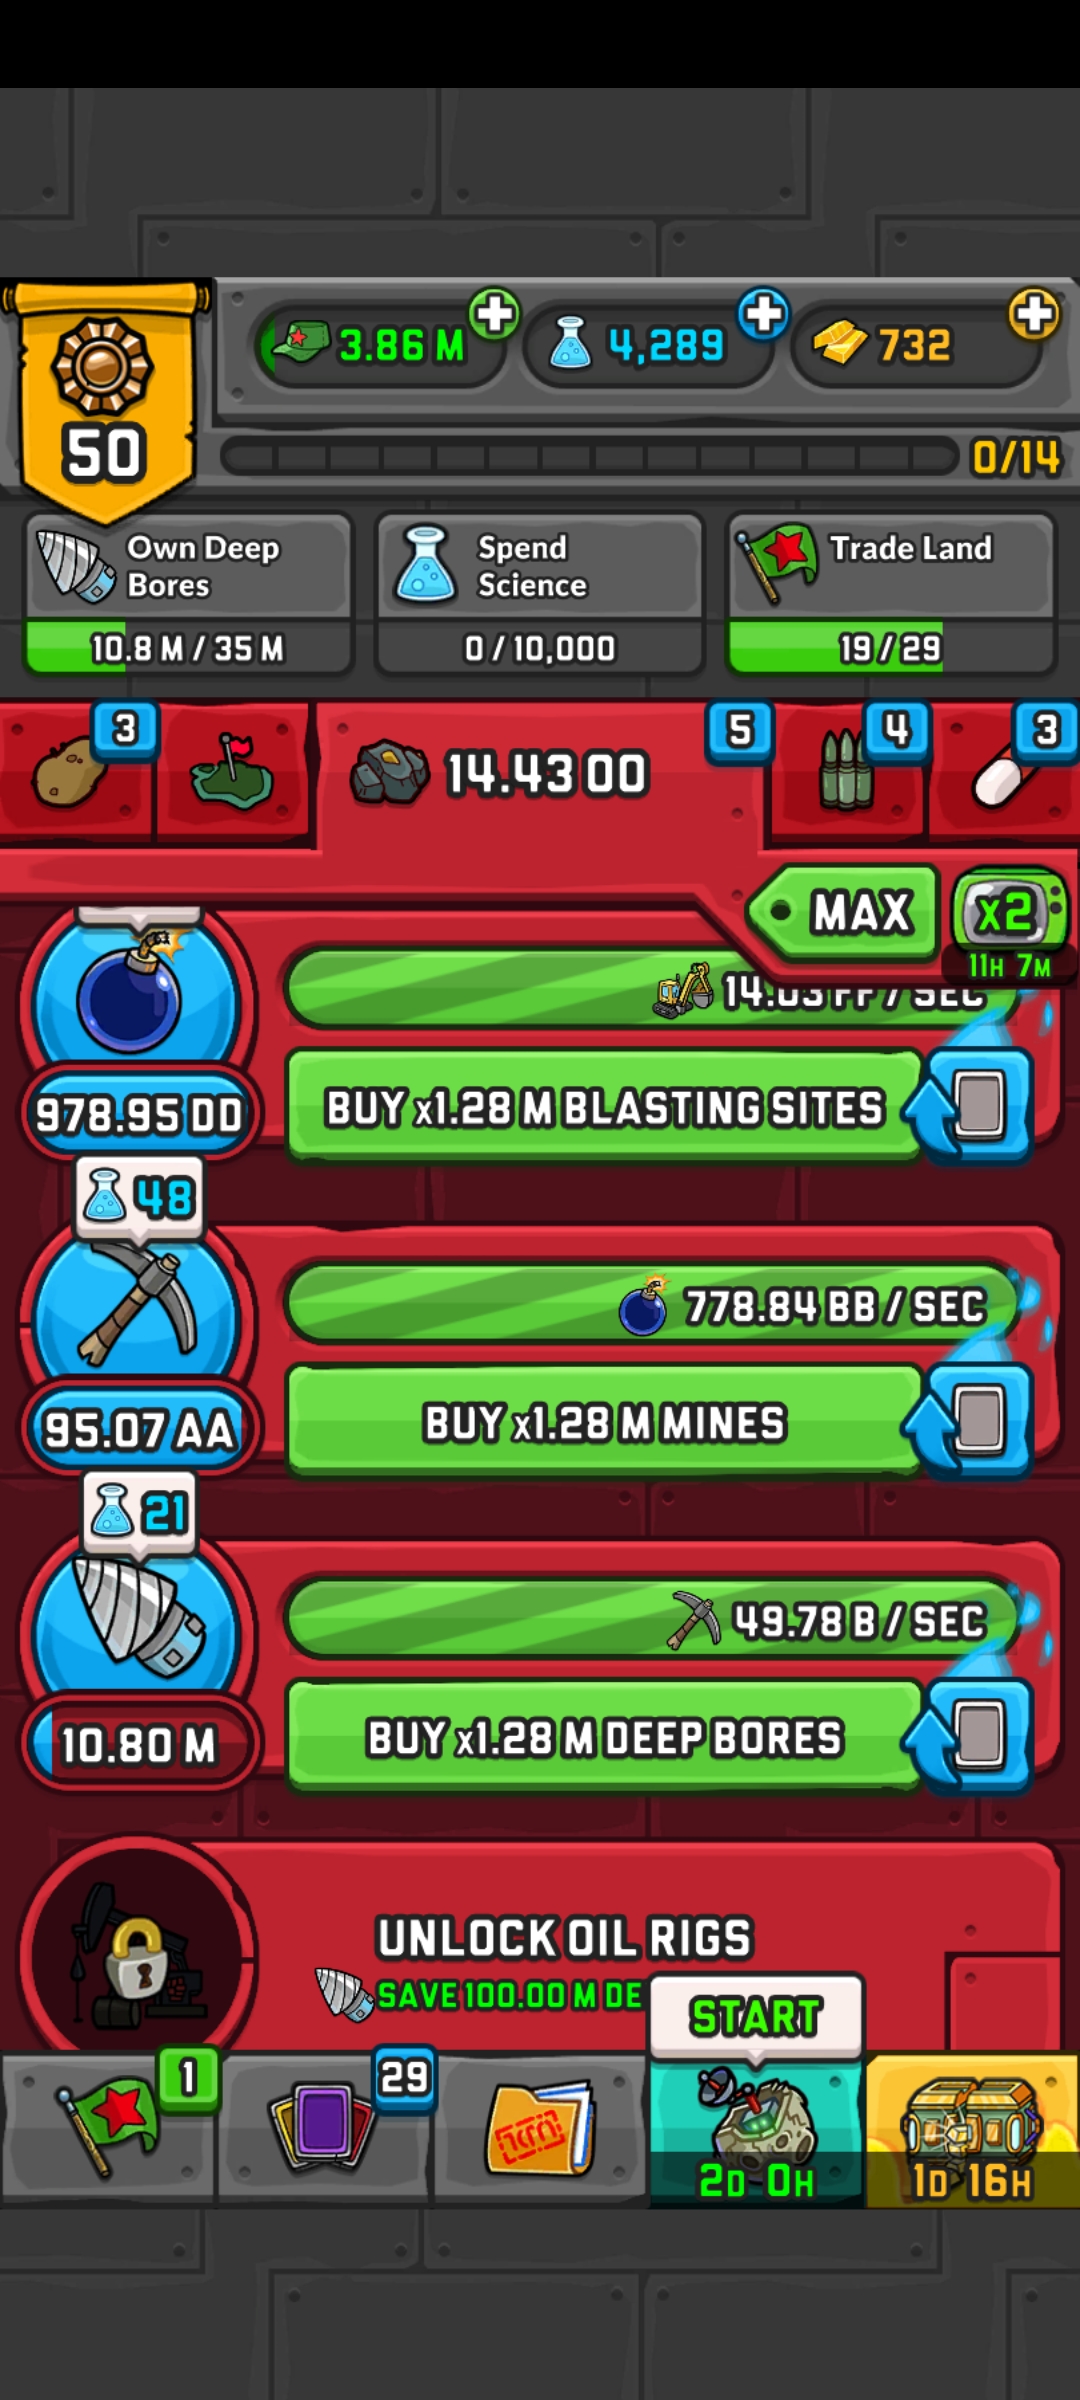 3.86 M
4,289
732
50
0/14
Own Deep
Bores
Spend
Science
Trade Land
10.8 M / 35 M
0 / 10,000
19 / 29
3
14.43 OO
5
4
3
MAX
x2
11H 7M
14.03 FF / SEC
978.95 DD
BUY x1.28 M BLASTING SITES
48
778.84 BB / SEC
95.07 AA
BUY x1.28 M MINES
21
49.78 B / SEC
10.80 M
BUY x1.28 M DEEP BORES
UNLOCK OIL RIGS
SAVE 100.00 M DE
START
1
29
2D 0H
1D 16H